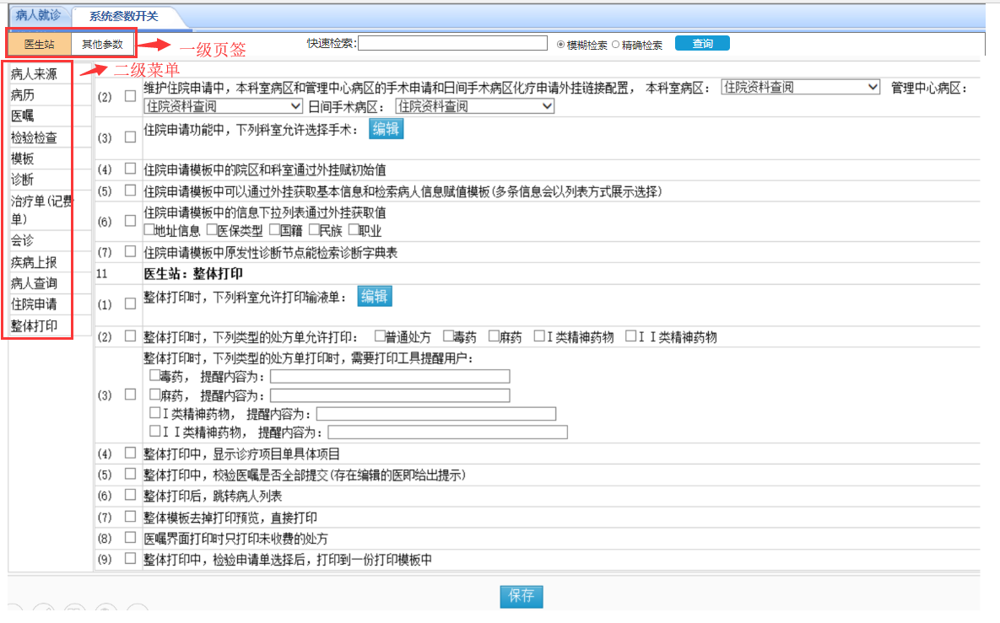 病人就诊 系统参数开关
医生站 其他参数 一级页签 快速检索: 模糊检索 精确检索 查询
二级菜单
病人来源
病历
医嘱
检验检查
模板
诊断
治疗单(记费
单)
会诊
疾病上报
病人查询
住院申请
整体打印
(2) 维护住院申请中，本科室病区和管理中心病区的手术申请和日间手术病区化疗申请外挂链接配置， 本科室病区： 住院资料查阅 管理中心病区：
住院资料查阅 日间手术病区： 住院资料查阅
(3) 住院申请功能中，下列科室允许选择手术： 编辑
(4) 住院申请模板中的院区和科室通过外挂赋初始值
(5) 住院申请模板中可以通过外挂获取基本信息和检索病人信息赋值模板(多条信息会以列表方式展示选择)
(6) 住院申请模板中的信息下拉列表通过外挂获取值
地址信息 医保类型 国籍 民族 职业
(7) 住院申请模板中原发性诊断节点能检索诊断字典表
11 医生站：整体打印
(1) 整体打印时，下列科室允许打印输液单： 编辑
(2) 整体打印时，下列类型的处方单允许打印： 普通处方 毒药 麻药 Ⅰ类精神药物 ⅠⅠ类精神药物
(3) 整体打印时，下列类型的处方单打印时，需要打印工具提醒用户：
毒药， 提醒内容为：
麻药， 提醒内容为：
Ⅰ类精神药物， 提醒内容为：
ⅠⅠ类精神药物， 提醒内容为：
(4) 整体打印中，显示诊疗项目单具体项目
(5) 整体打印中，校验医嘱是否全部提交(存在编辑的医即给出提示)
(6) 整体打印后，跳转病人列表
(7) 整体模板去掉打印预览，直接打印
(8) 医嘱界面打印时只打印未收费的处方
(9) 整体打印中，检验申请单选择后，打印到一份打印模板中
保存